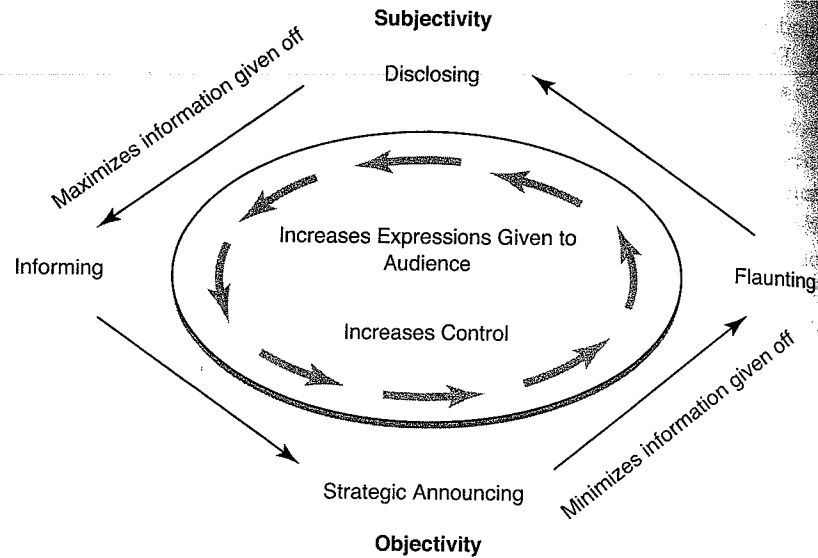 Subjectivity
Disclosing
Maximizes information given off
Increases Expressions Given to
Audience
Informing
Flaunting
Increases Control
Minimizes information given off
Strategic Announcing
Objectivity